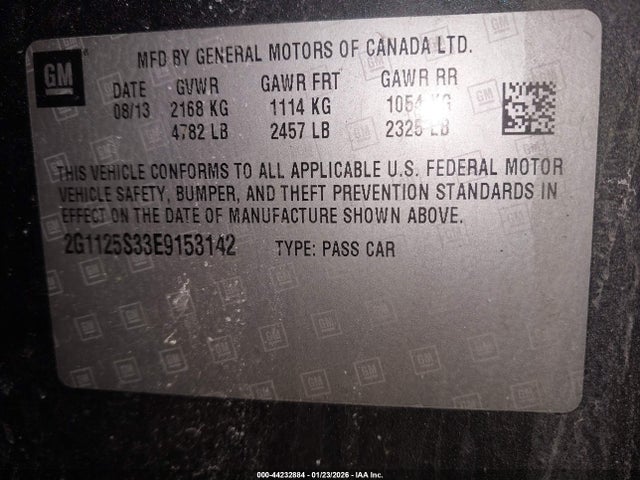 GM
MFD BY GENERAL MOTORS OF CANADA LTD.
DATE GVWR GAWR FRT GAWR RR
08/13 2168 KG 1114 KG 1054 KG
4782 LB 2457 LB 2325 LB
THIS VEHICLE CONFORMS TO ALL APPLICABLE U.S. FEDERAL MOTOR
VEHICLE SAFETY, BUMPER, AND THEFT PREVENTION STANDARDS IN
EFFECT ON THE DATE OF MANUFACTURE SHOWN ABOVE.
2G1125S33E9153142 TYPE: PASS CAR
000-44232884 | 01/23/2026 | IAA Inc.